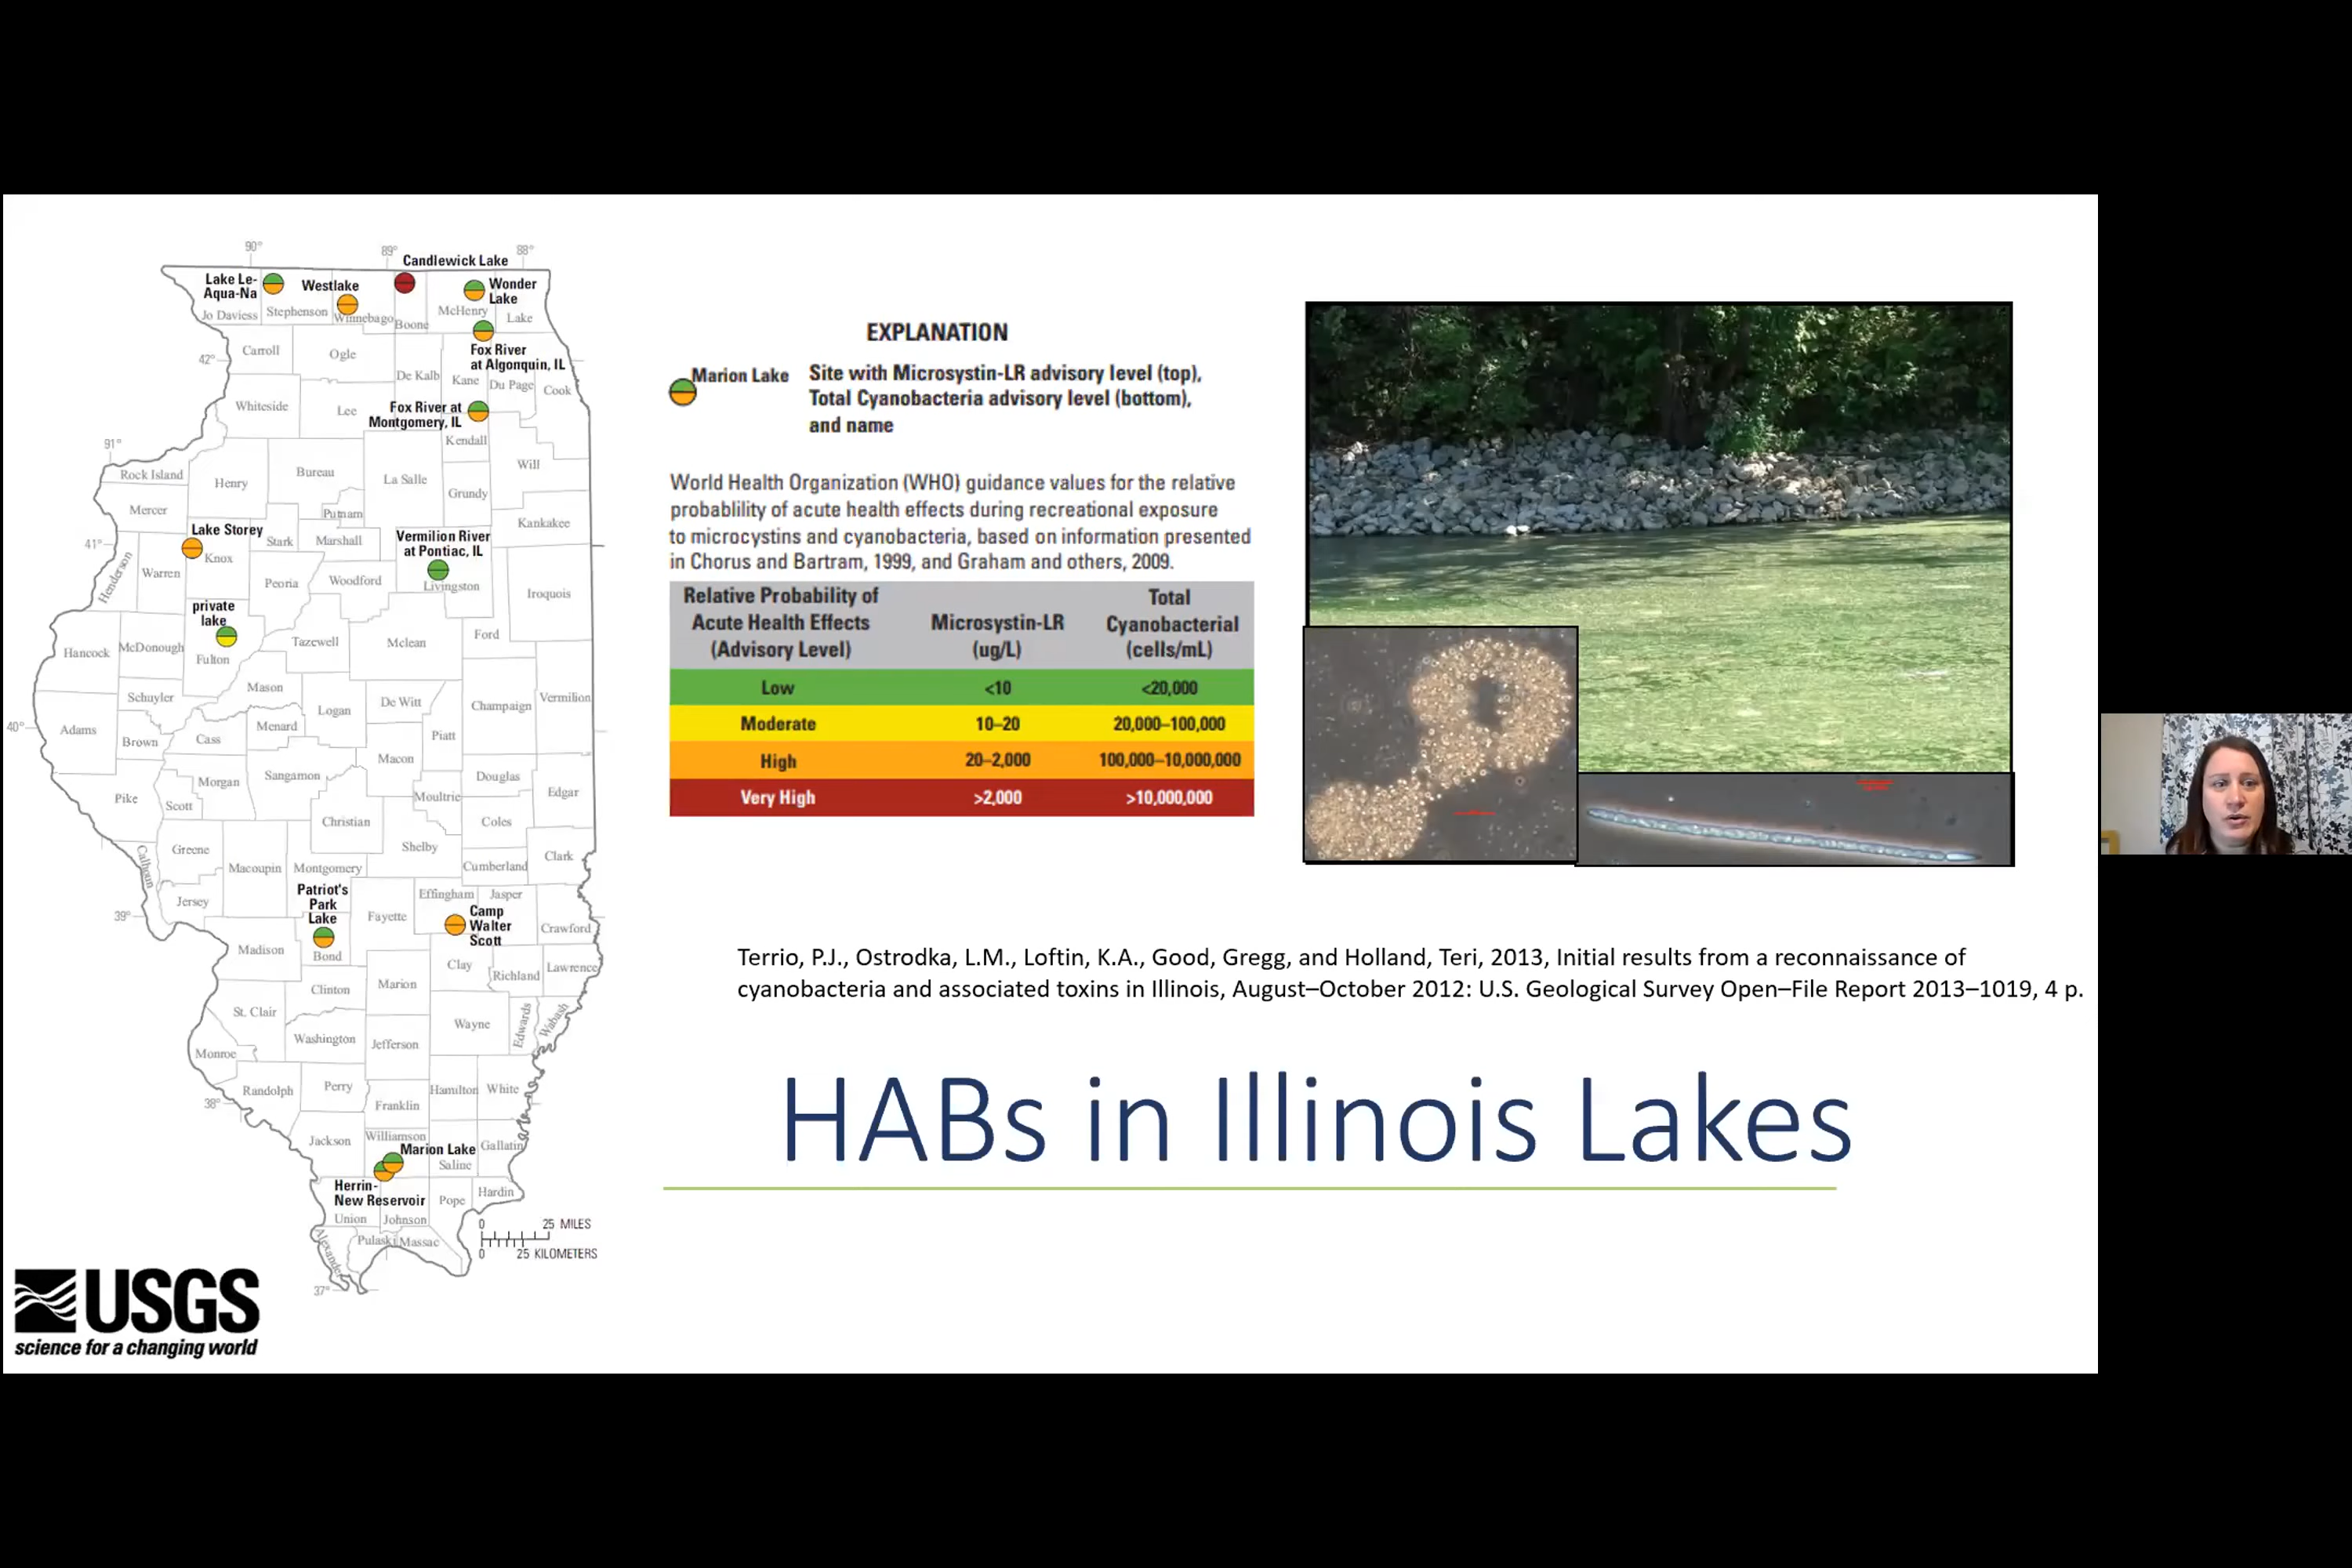 90°
89°
88°
Candlewick Lake
Lake Le-
Aqua-Na
Westlake
Wonder
Lake
Jo Daviess
Stephenson
Winnebago
Boone
McHenry
Lake
Fox River
at Algonquin, IL
42°
Carroll
Ogle
De Kalb
Kane
Du Page
Cook
Whiteside
Lee
Fox River at
Montgomery, IL
Kendall
91°
Rock Island
Henry
Bureau
La Salle
Grundy
Will
Mercer
Putnam
Kankakee
Lake Storey
Knox
Stark
Marshall
Vermilion River
at Pontiac, IL
41°
Henderson
Warren
Peoria
Woodford
Livingston
Iroquois
private
lake
Fulton
Hancock
McDonough
Tazewell
Mclean
Ford
Schuyler
Mason
Logan
De Witt
Champaign
Vermilion
40°
Adams
Brown
Cass
Menard
Piatt
Macon
Morgan
Sangamon
Douglas
Edgar
Pike
Scott
Moultrie
Christian
Coles
Greene
Shelby
Calhoun
Macoupin
Montgomery
Cumberland
Clark
Jersey
Patriot's
Park
Lake
Fayette
Effingham
Jasper
39°
Camp
Walter
Scott
Crawford
Madison
Bond
Clay
Richland
Lawrence
Clinton
Marion
St. Clair
Wayne
Edwards
Wabash
Washington
Jefferson
Monroe
Randolph
Perry
Hamilton
White
38°
Franklin
Jackson
Williamson
Marion Lake
Saline
Gallatin
Herrin-
New Reservoir
Pope
Hardin
Union
Johnson
Alexander
Pulaski
Massac
37°
0 25 MILES
0 25 KILOMETERS
USGS
science for a changing world
EXPLANATION
Marion Lake
Site with Microsystin-LR advisory level (top),
Total Cyanobacteria advisory level (bottom),
and name
World Health Organization (WHO) guidance values for the relative
probablility of acute health effects during recreational exposure
to microcystins and cyanobacteria, based on information presented
in Chorus and Bartram, 1999, and Graham and others, 2009.
Relative Probability of
Acute Health Effects
(Advisory Level)
Microsystin-LR
(ug/L)
Total
Cyanobacterial
(cells/mL)
Low <10 <20,000
Moderate 10–20 20,000–100,000
High 20–2,000 100,000–10,000,000
Very High >2,000 >10,000,000
Terrio, P.J., Ostrodka, L.M., Loftin, K.A., Good, Gregg, and Holland, Teri, 2013, Initial results from a reconnaissance of
cyanobacteria and associated toxins in Illinois, August–October 2012: U.S. Geological Survey Open–File Report 2013–1019, 4 p.
HABs in Illinois Lakes